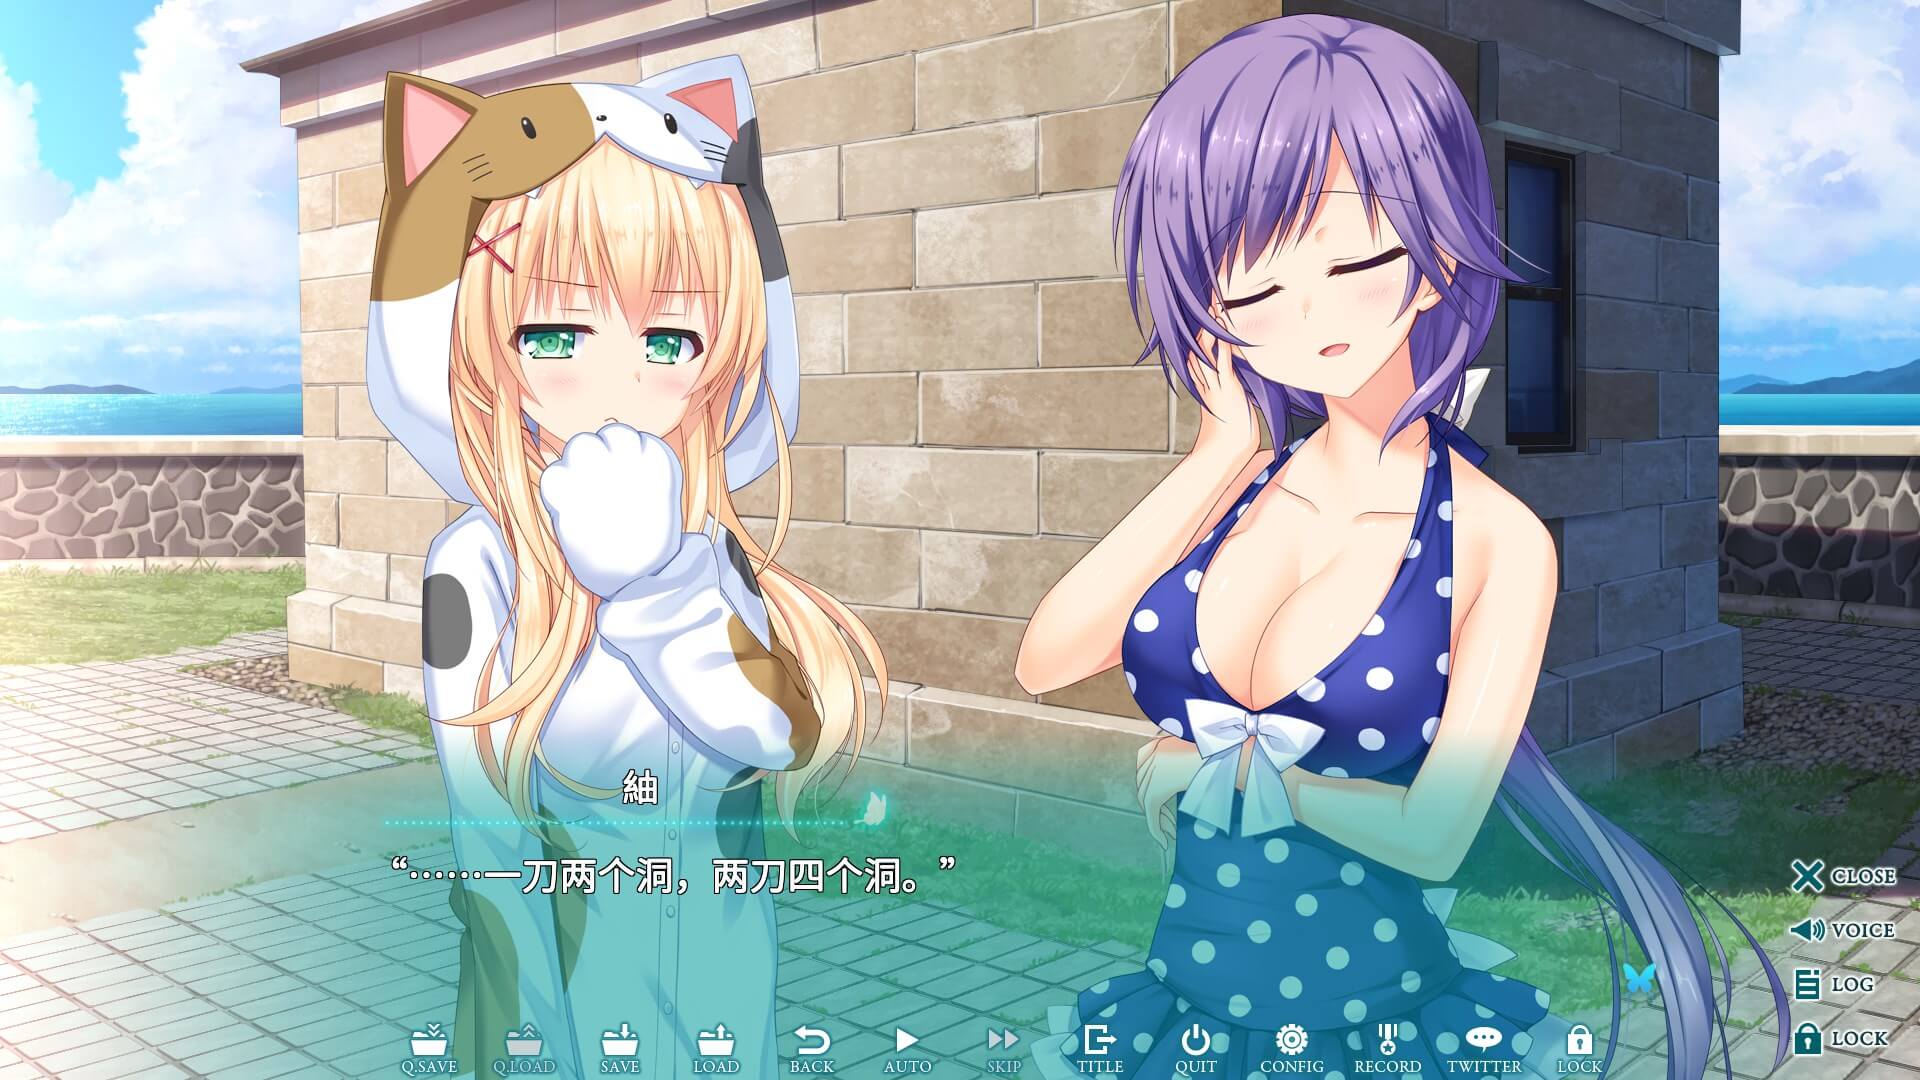 紬
“……一刀两个洞，两刀四个洞。”
CLOSE
VOICE
LOG
LOCK
Q.SAVE
Q.LOAD
SAVE
LOAD
BACK
AUTO
SKIP
TITLE
QUIT
CONFIG
RECORD
TWITTER
LOCK